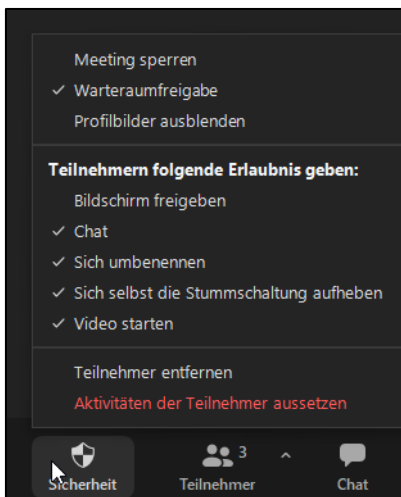 Meeting sperren
Warteraumfreigabe
Profilbilder ausblenden
Teilnehmern folgende Erlaubnis geben:
Bildschirm freigeben
Chat
Sich umbenennen
Sich selbst die Stummschaltung aufheben
Video starten
Teilnehmer entfernen
Aktivitäten der Teilnehmer aussetzen
3
Sicherheit Teilnehmer Chat